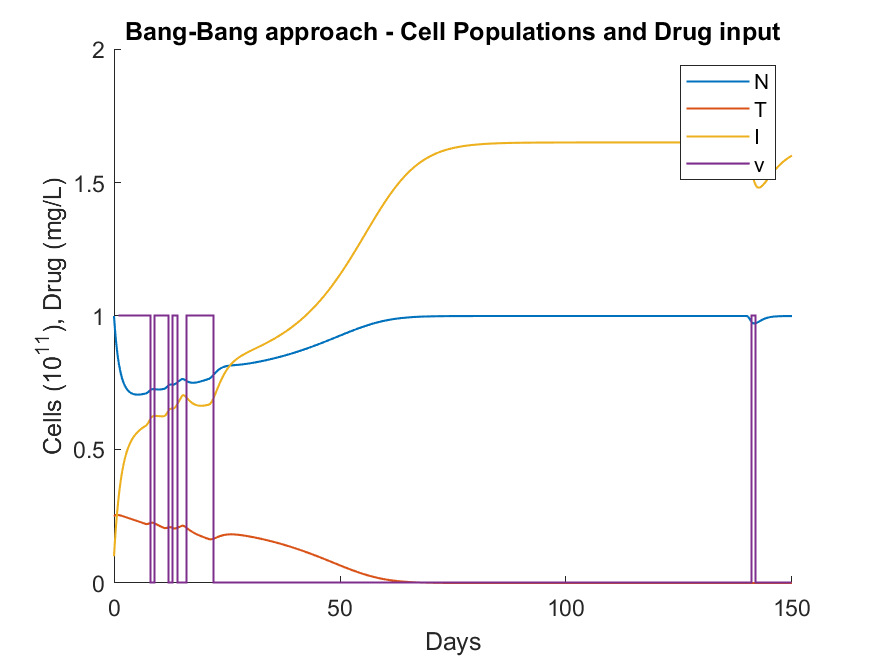 Bang-Bang approach - Cell Populations and Drug input
Cells (10^11), Drug (mg/L)
2
1.5
1
0.5
0
0
50
100
150
Days
N
T
I
v